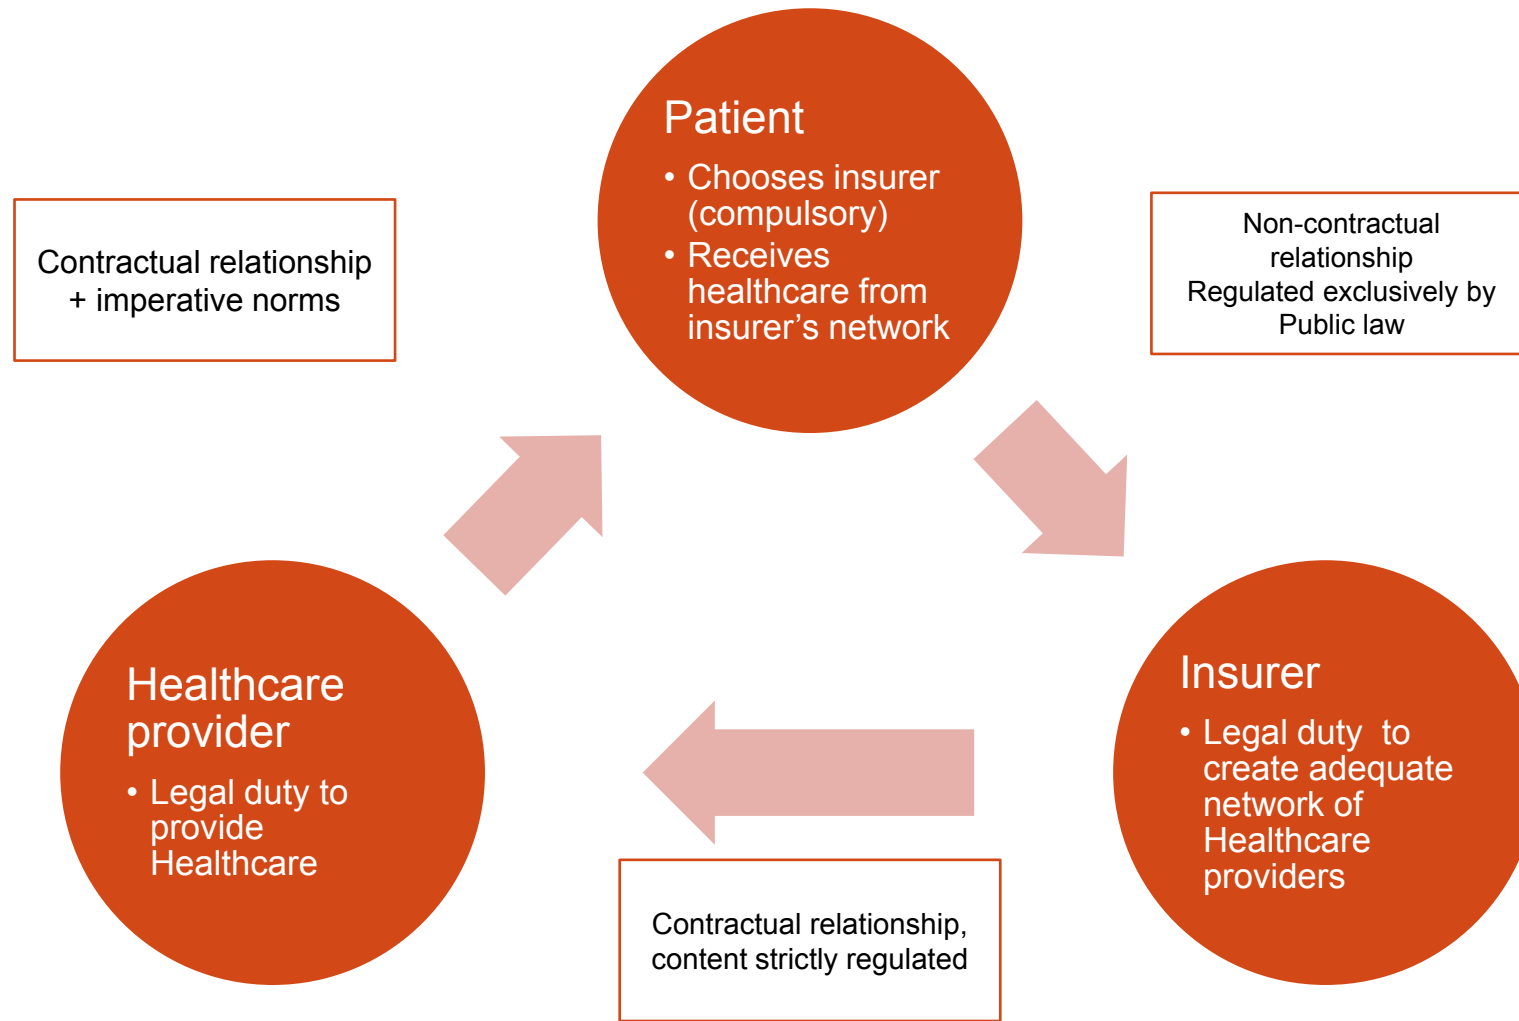 Patient
• Chooses insurer
(compulsory)
• Receives
healthcare from
insurer’s network
Contractual relationship
+ imperative norms
Non-contractual
relationship
Regulated exclusively by
Public law
Healthcare
provider
• Legal duty to
provide
Healthcare
Insurer
• Legal duty  to
create adequate
network of
Healthcare
providers
Contractual relationship,
content strictly regulated